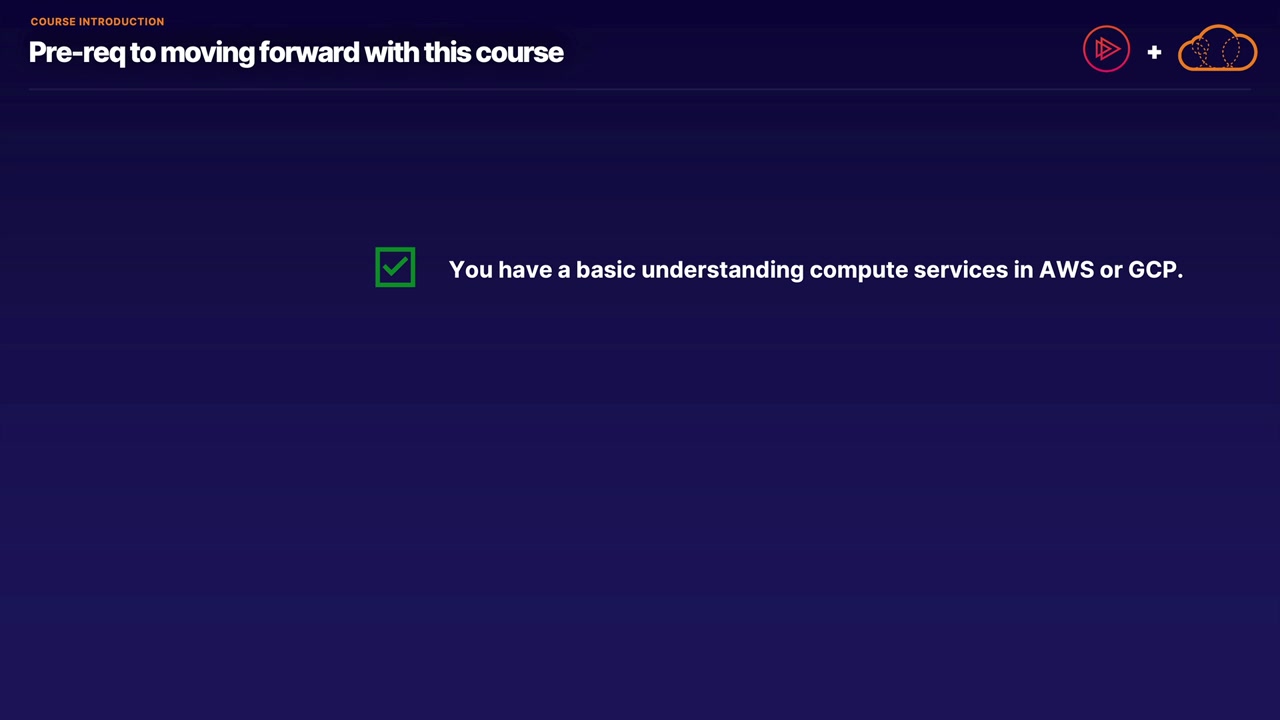 COURSE INTRODUCTION
Pre-req to moving forward with this course
You have a basic understanding compute services in AWS or GCP.